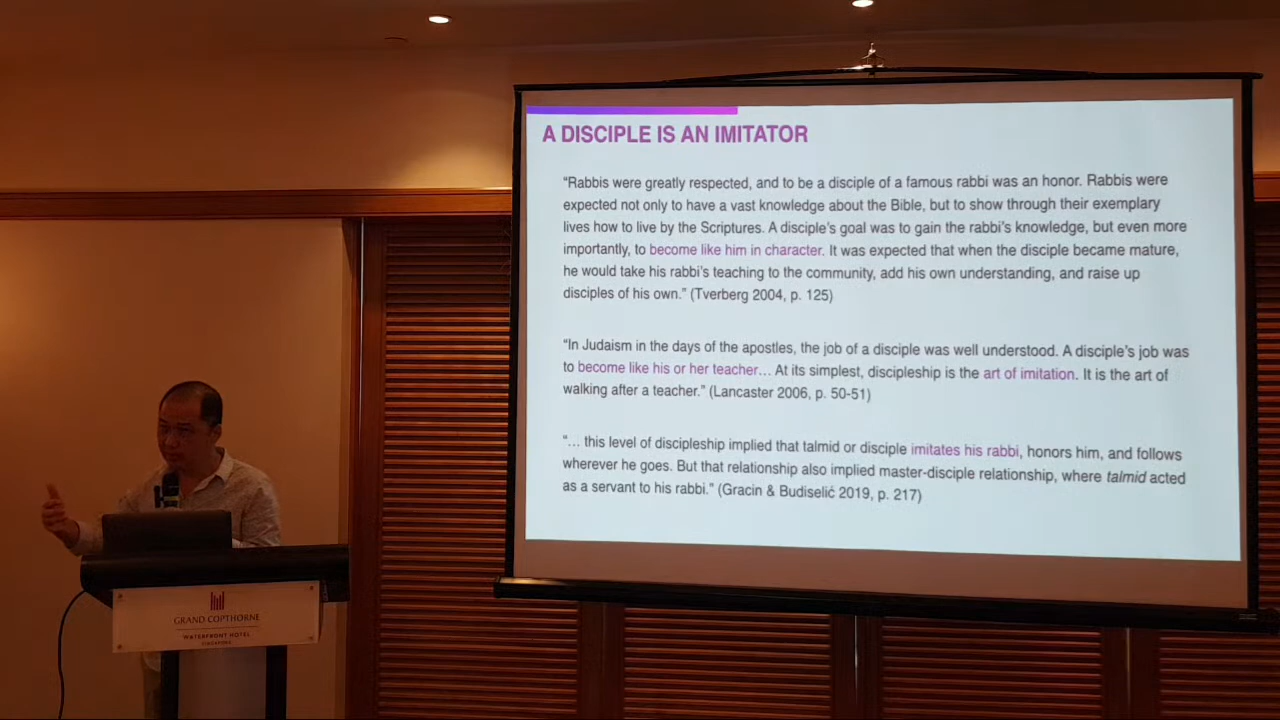 A DISCIPLE IS AN IMITATOR
“Rabbis were greatly respected, and to be a disciple of a famous rabbi was an honor. Rabbis were
expected not only to have a vast knowledge about the Bible, but to show through their exemplary
lives how to live by the Scriptures. A disciple's goal was to gain the rabbi's knowledge, but even more
importantly, to become like him in character. It was expected that when the disciple became mature,
he would take his rabbi's teaching to the community, add his own understanding, and raise up
disciples of his own.” (Tverberg 2004, p. 125)
“In Judaism in the days of the apostles, the job of a disciple was well understood. A disciple's job was
to become like his or her teacher… At its simplest, discipleship is the art of imitation. It is the art of
walking after a teacher.” (Lancaster 2006, p. 50-51)
“… this level of discipleship implied that talmid or disciple imitates his rabbi, honors him, and follows
wherever he goes. But that relationship also implied master-disciple relationship, where talmid acted
as a servant to his rabbi.” (Gracin & Budiselić 2019, p. 217)
GRAND COPTHORNE
WATERFRONT HOTEL
SINGAPORE